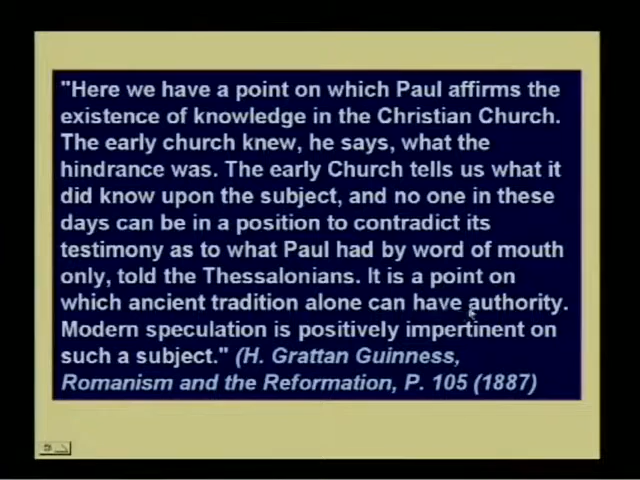 "Here we have a point on which Paul affirms the
existence of knowledge in the Christian Church.
The early church knew, he says, what the
hindrance was. The early Church tells us what it
did know upon the subject, and no one in these
days can be in a position to contradict its
testimony as to what Paul had by word of mouth
only, told the Thessalonians. It is a point on
which ancient tradition alone can have authority.
Modern speculation is positively impertinent on
such a subject." (H. Grattan Guinness,
Romanism and the Reformation, P. 105 (1887)